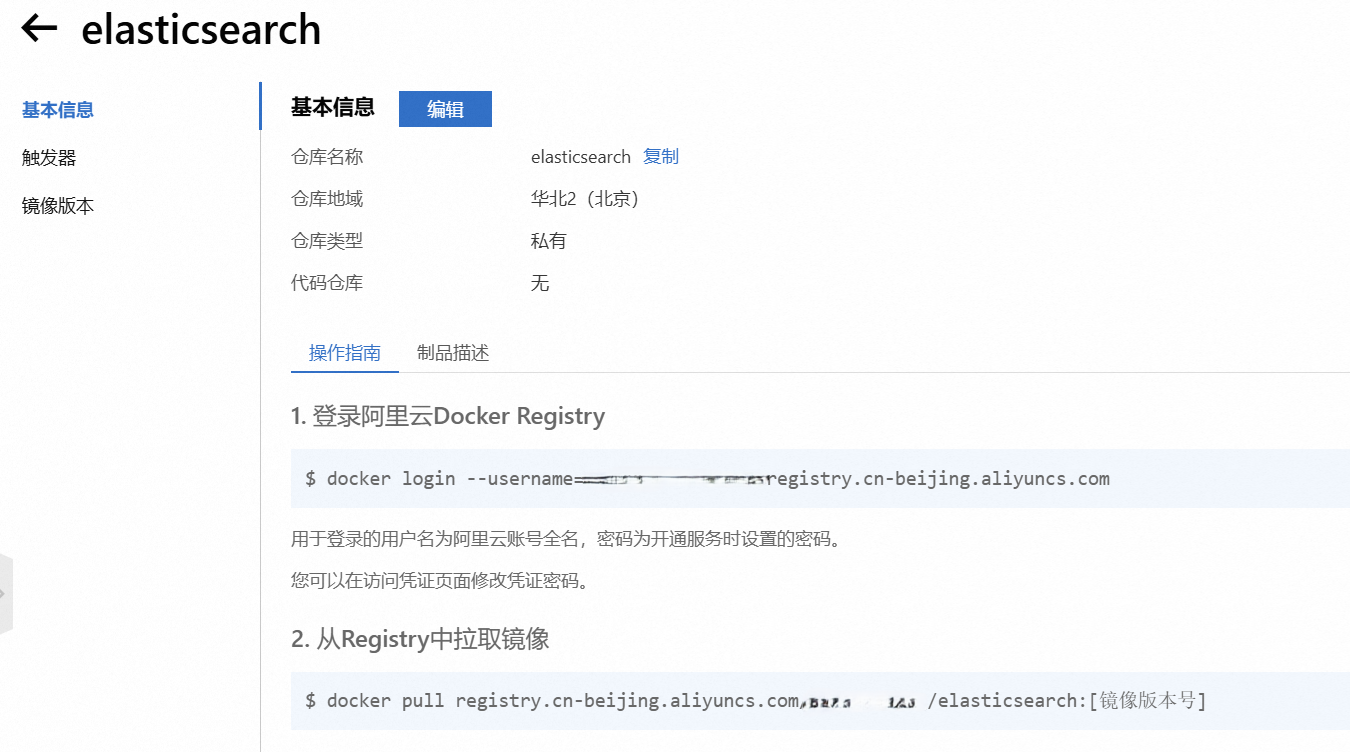 elasticsearch
基本信息
触发器
镜像版本
基本信息 编辑
仓库名称 elasticsearch 复制
仓库地域 华北2（北京）
仓库类型 私有
代码仓库 无
操作指南 制品描述
1. 登录阿里云Docker Registry
$ docker login --username= registry.cn-beijing.aliyuncs.com
用于登录的用户名为阿里云账号全名，密码为开通服务时设置的密码。
您可以在访问凭证页面修改凭证密码。
2. 从Registry中拉取镜像
$ docker pull registry.cn-beijing.aliyuncs.com /elasticsearch:[镜像版本号]